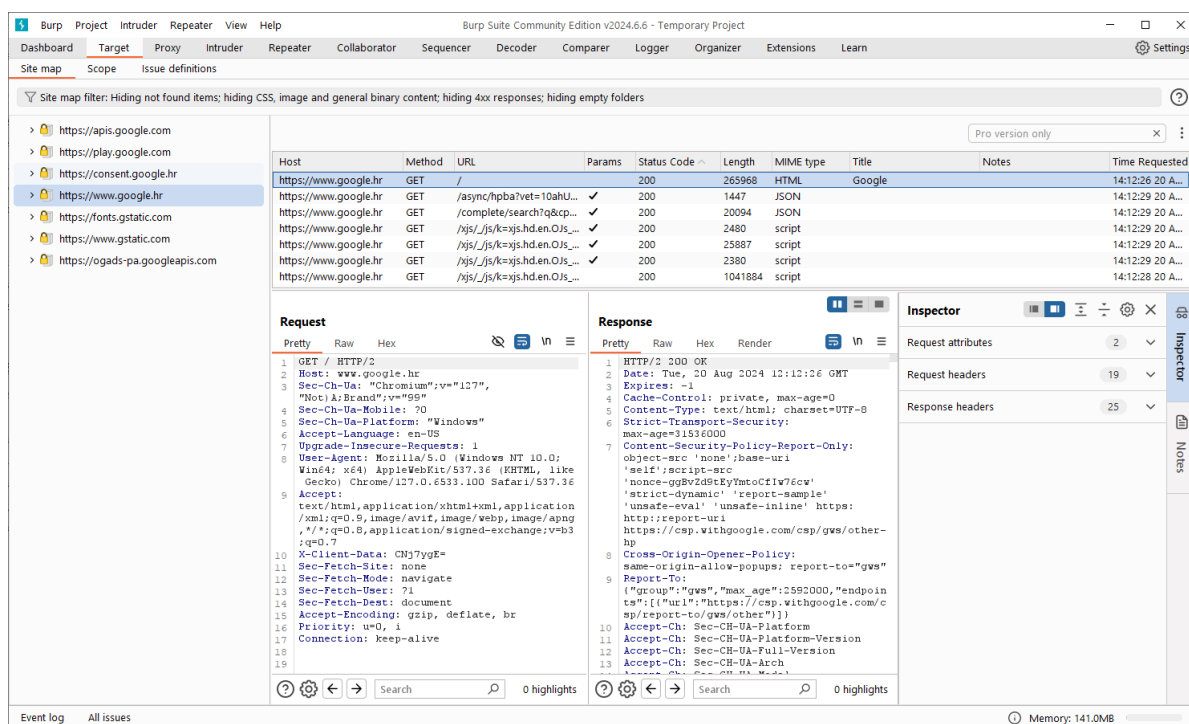 Burp Project Intruder Repeater View Help Burp Suite Community Edition v2024.6.6 - Temporary Project
Dashboard Target Proxy Intruder Repeater Collaborator Sequencer Decoder Comparer Logger Organizer Extensions Learn Settings
Site map Scope Issue definitions
Site map filter: Hiding not found items; hiding CSS, image and general binary content; hiding 4xx responses; hiding empty folders
https://apis.google.com
https://play.google.com
https://consent.google.hr
https://www.google.hr
https://fonts.gstatic.com
https://www.gstatic.com
https://ogads-pa.googleapis.com
Pro version only
Host Method URL Params Status Code Length MIME type Title Notes Time Requested
https://www.google.hr GET / 200 265968 HTML Google 14:12:26 20 A...
https://www.google.hr GET /async/hpba?vet=10ahU... ✓ 200 1447 JSON 14:12:29 20 A...
https://www.google.hr GET /complete/search?q&cp... ✓ 200 20094 JSON 14:12:29 20 A...
https://www.google.hr GET /xjs/_/js/k=xjs.hd.en.OJs_... ✓ 200 2480 script 14:12:29 20 A...
https://www.google.hr GET /xjs/_/js/k=xjs.hd.en.OJs_... ✓ 200 25887 script 14:12:29 20 A...
https://www.google.hr GET /xjs/_/js/k=xjs.hd.en.OJs_... ✓ 200 2380 script 14:12:29 20 A...
https://www.google.hr GET /xjs/_/js/k=xjs.hd.en.OJs_... 200 1041884 script 14:12:28 20 A...
Request
Pretty Raw Hex \n
1 GET / HTTP/2
2 Host: www.google.hr
3 Sec-Ch-Ua: "Chromium";v="127",
"Not)A;Brand";v="99"
4 Sec-Ch-Ua-Mobile: ?0
5 Sec-Ch-Ua-Platform: "Windows"
6 Accept-Language: en-US
7 Upgrade-Insecure-Requests: 1
8 User-Agent: Mozilla/5.0 (Windows NT 10.0;
Win64; x64) AppleWebKit/537.36 (KHTML, like
Gecko) Chrome/127.0.6533.100 Safari/537.36
9 Accept:
text/html,application/xhtml+xml,application
/xml;q=0.9,image/avif,image/webp,image/apng
,*/*;q=0.8,application/signed-exchange;v=b3
;q=0.7
10 X-Client-Data: CNj7ygE=
11 Sec-Fetch-Site: none
12 Sec-Fetch-Mode: navigate
13 Sec-Fetch-User: ?1
14 Sec-Fetch-Dest: document
15 Accept-Encoding: gzip, deflate, br
16 Priority: u=0, i
17 Connection: keep-alive
18
19
Search 0 highlights
Response
Pretty Raw Hex Render \n
1 HTTP/2 200 OK
2 Date: Tue, 20 Aug 2024 12:12:26 GMT
3 Expires: -1
4 Cache-Control: private, max-age=0
5 Content-Type: text/html; charset=UTF-8
6 Strict-Transport-Security:
max-age=31536000
7 Content-Security-Policy-Report-Only:
object-src 'none';base-uri
'self';script-src
'nonce-ggBvZd9tEyYmtoCfIw76cw'
'strict-dynamic' 'report-sample'
'unsafe-eval' 'unsafe-inline' https:
http:;report-uri
https://csp.withgoogle.com/csp/gws/other-
hp
8 Cross-Origin-Opener-Policy:
same-origin-allow-popups; report-to="gws"
9 Report-To:
{"group":"gws","max_age":2592000,"endpoin
ts":[{"url":"https://csp.withgoogle.com/c
sp/report-to/gws/other"}]}
10 Accept-Ch: Sec-CH-UA-Platform
11 Accept-Ch: Sec-CH-UA-Platform-Version
12 Accept-Ch: Sec-CH-UA-Full-Version
13 Accept-Ch: Sec-CH-UA-Arch
Search 0 highlights
Inspector
Request attributes 2
Request headers 19
Response headers 25
Inspector
Notes
Event log All issues Memory: 141.0MB